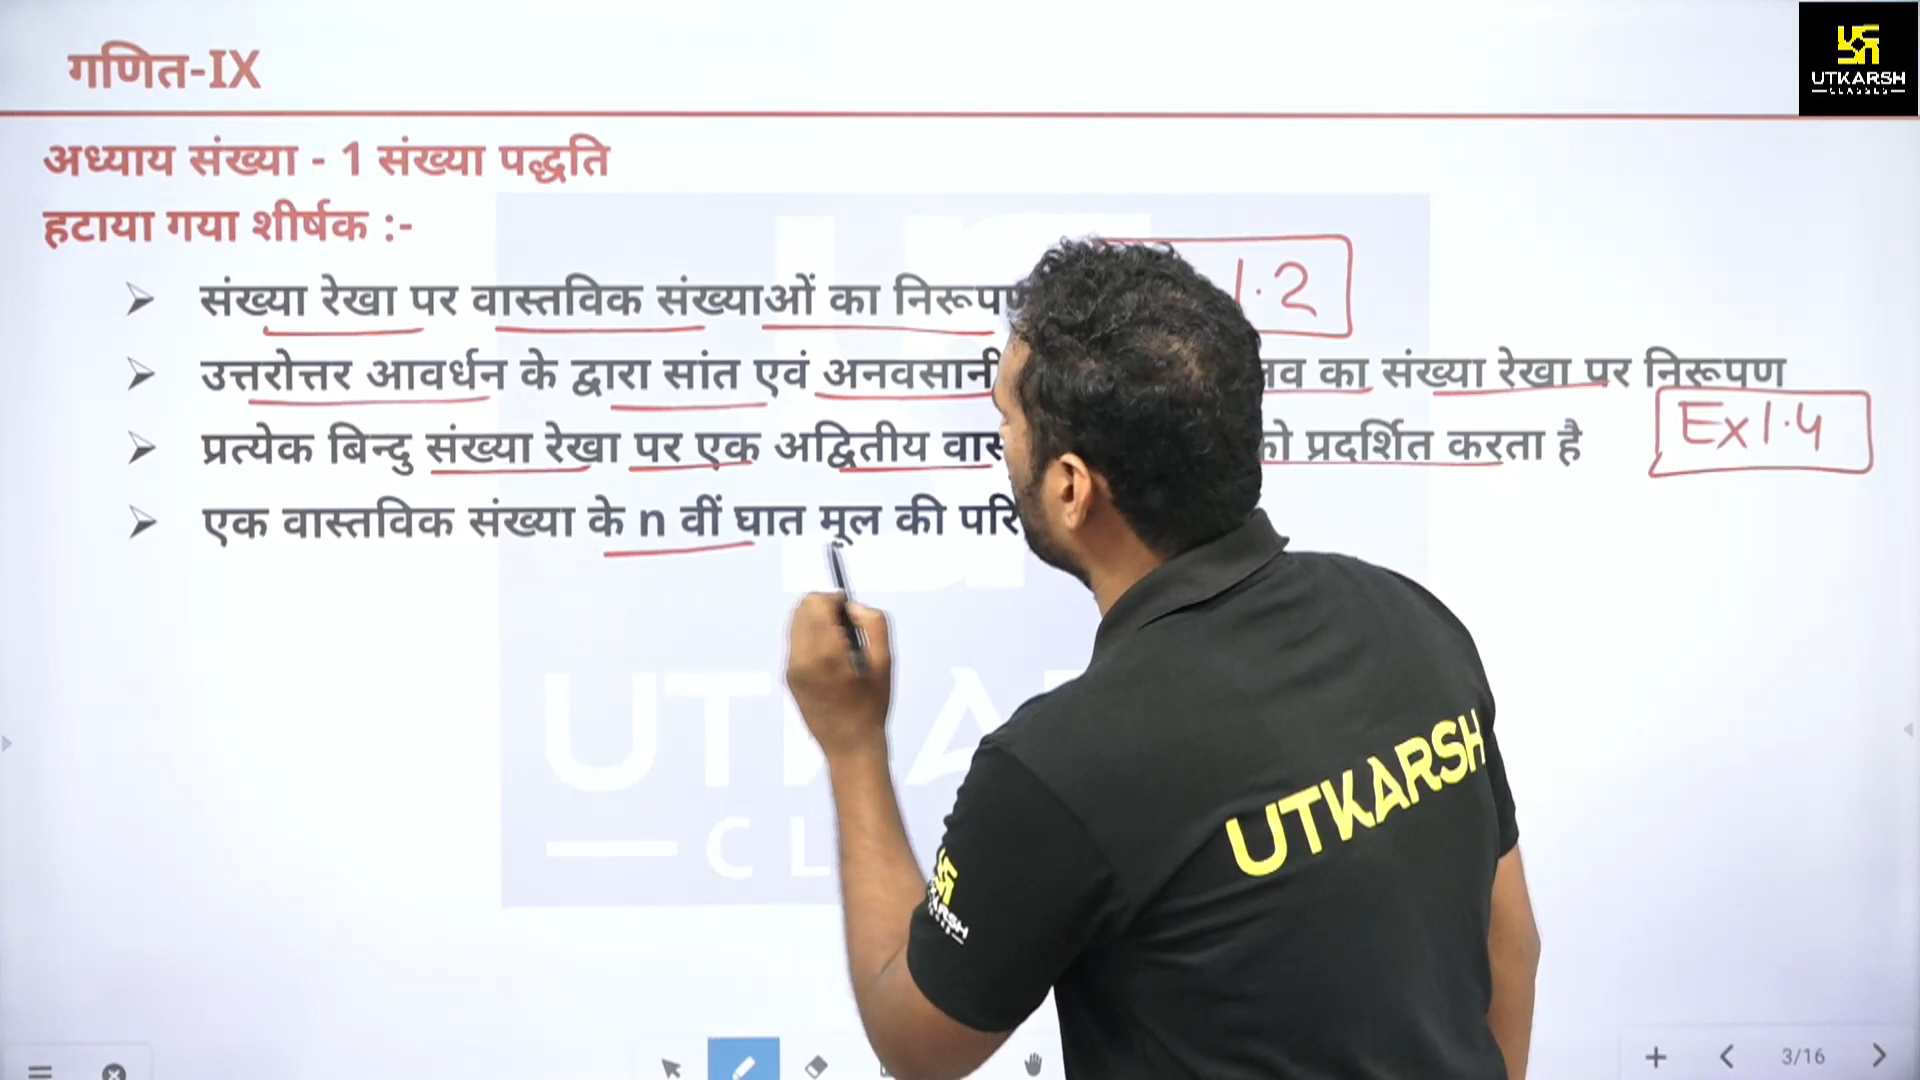 गणित-IX
UTKARSH
CLASSES
अध्याय संख्या - 1 संख्या पद्धति
हटाया गया शीर्षक :-
संख्या रेखा पर वास्तविक संख्याओं का निरूपण
1.2
उत्तरोत्तर आवर्धन के द्वारा सांत एवं अनवसानी का संख्या रेखा पर निरूपण
Ex 1.4
प्रत्येक बिन्दु संख्या रेखा पर एक अद्वितीय को प्रदर्शित करता है
एक वास्तविक संख्या के n वीं घात मूल की
UTKARSH
3/16